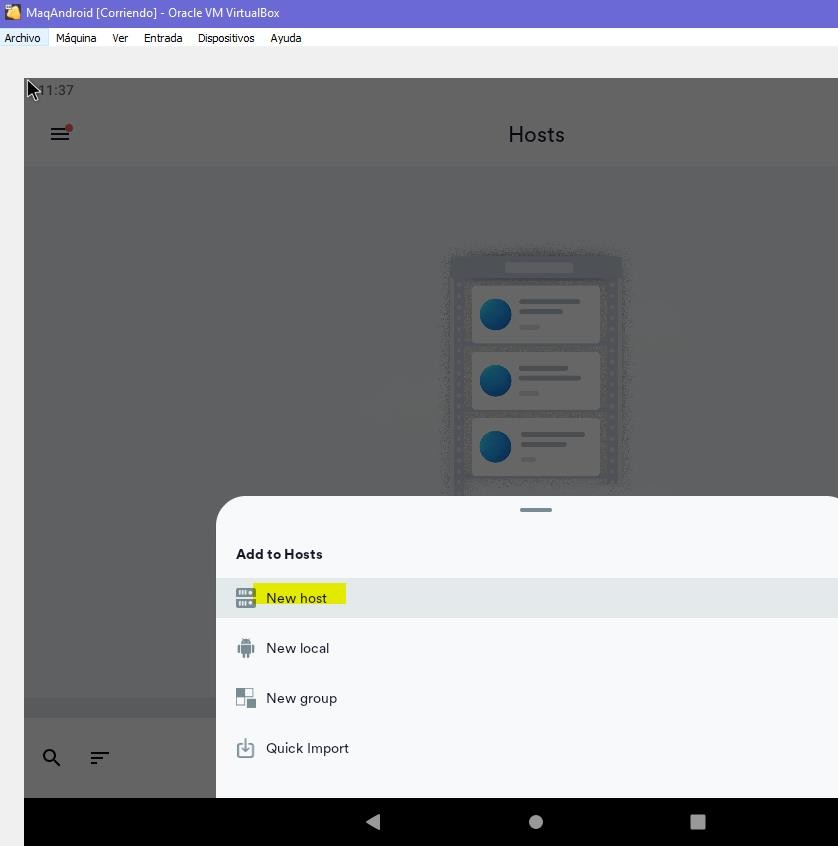 MaqAndroid [Corriendo] - Oracle VM VirtualBox
Archivo Máquina Ver Entrada Dispositivos Ayuda
11:37
Hosts
Add to Hosts
New host
New local
New group
Quick Import